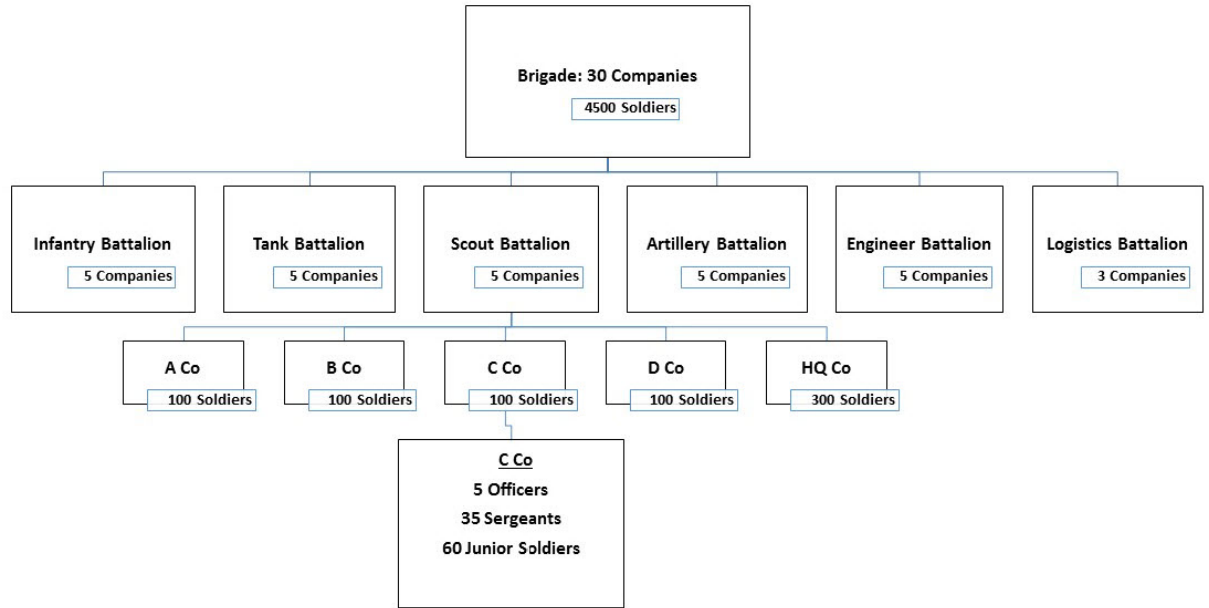 Brigade: 30 Companies
4500 Soldiers
Infantry Battalion
5 Companies
Tank Battalion
5 Companies
Scout Battalion
5 Companies
Artillery Battalion
5 Companies
Engineer Battalion
5 Companies
Logistics Battalion
3 Companies
A Co
100 Soldiers
B Co
100 Soldiers
C Co
100 Soldiers
D Co
100 Soldiers
HQ Co
300 Soldiers
C Co
5 Officers
35 Sergeants
60 Junior Soldiers